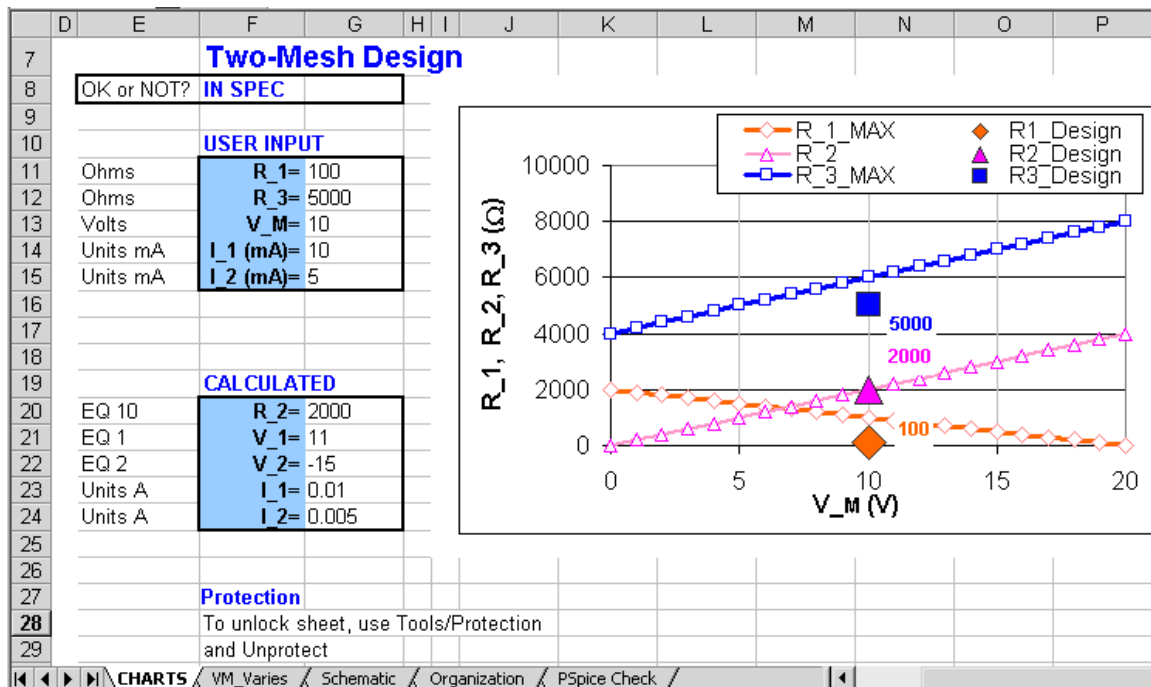 D E F G H I J K L M N O P
7 Two-Mesh Design
8 OK or NOT? IN SPEC
9
10 USER INPUT
11 Ohms R_1= 100
12 Ohms R_3= 5000
13 Volts V_M= 10
14 Units mA I_1 (mA)= 10
15 Units mA I_2 (mA)= 5
16
17
18
19 CALCULATED
20 EQ 10 R_2= 2000
21 EQ 1 V_1= 11
22 EQ 2 V_2= -15
23 Units A I_1= 0.01
24 Units A I_2= 0.005
25
26
27 Protection
28 To unlock sheet, use Tools/Protection
29 and Unprotect
R_1_MAX R1_Design
R_2 R2_Design
R_3_MAX R3_Design
R_1, R_2, R_3 (Ω)
10000
8000
6000
4000
2000
0
5000
2000
100
0 5 10 15 20
V_M (V)
CHARTS VM_Varies Schematic Organization PSpice Check